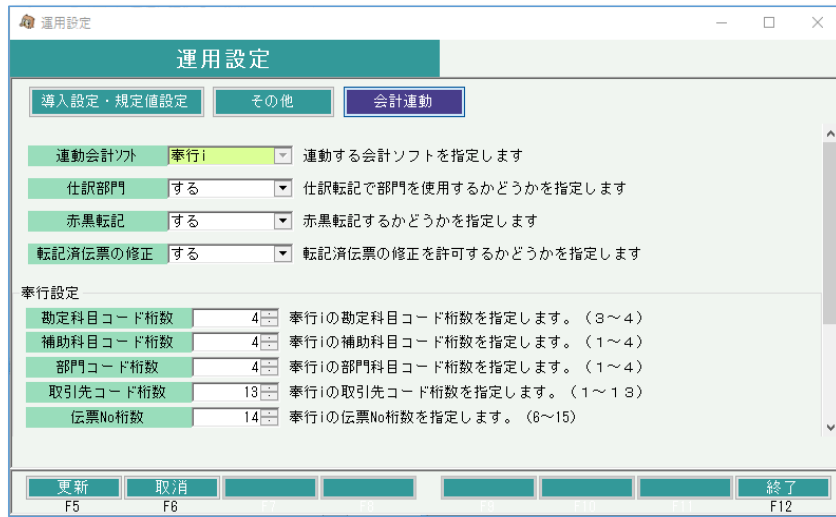 運用設定
運用設定
導入設定・規定値設定 その他 会計連動
連動会計ソフト 奉行i 連動する会計ソフトを指定します
仕訳部門 する 仕訳転記で部門を使用するかどうかを指定します
赤黒転記 する 赤黒転記するかどうかを指定します
転記済伝票の修正 する 転記済伝票の修正を許可するかどうかを指定します
奉行設定
勘定科目コード桁数 4 奉行iの勘定科目コード桁数を指定します。（3～4）
補助科目コード桁数 4 奉行iの補助科目コード桁数を指定します。（1～4）
部門コード桁数 4 奉行iの部門科目コード桁数を指定します。（1～4）
取引先コード桁数 13 奉行iの取引先コード桁数を指定します。（1～13）
伝票No桁数 14 奉行iの伝票No桁数を指定します。(6～15)
更新 取消 終了
F5 F6 F7 F8 F9 F10 F11 F12